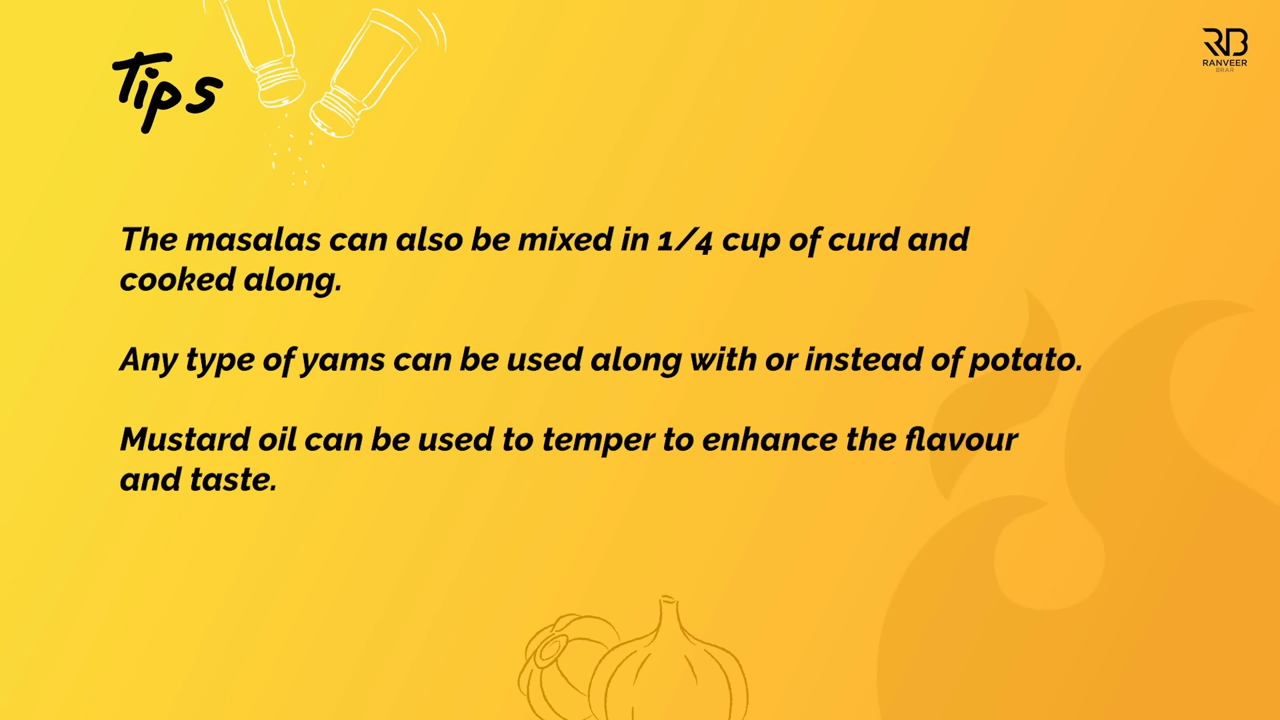 Tips
RB
RANVEER
BRAR
The masalas can also be mixed in 1/4 cup of curd and
cooked along.
Any type of yams can be used along with or instead of potato.
Mustard oil can be used to temper to enhance the flavour
and taste.